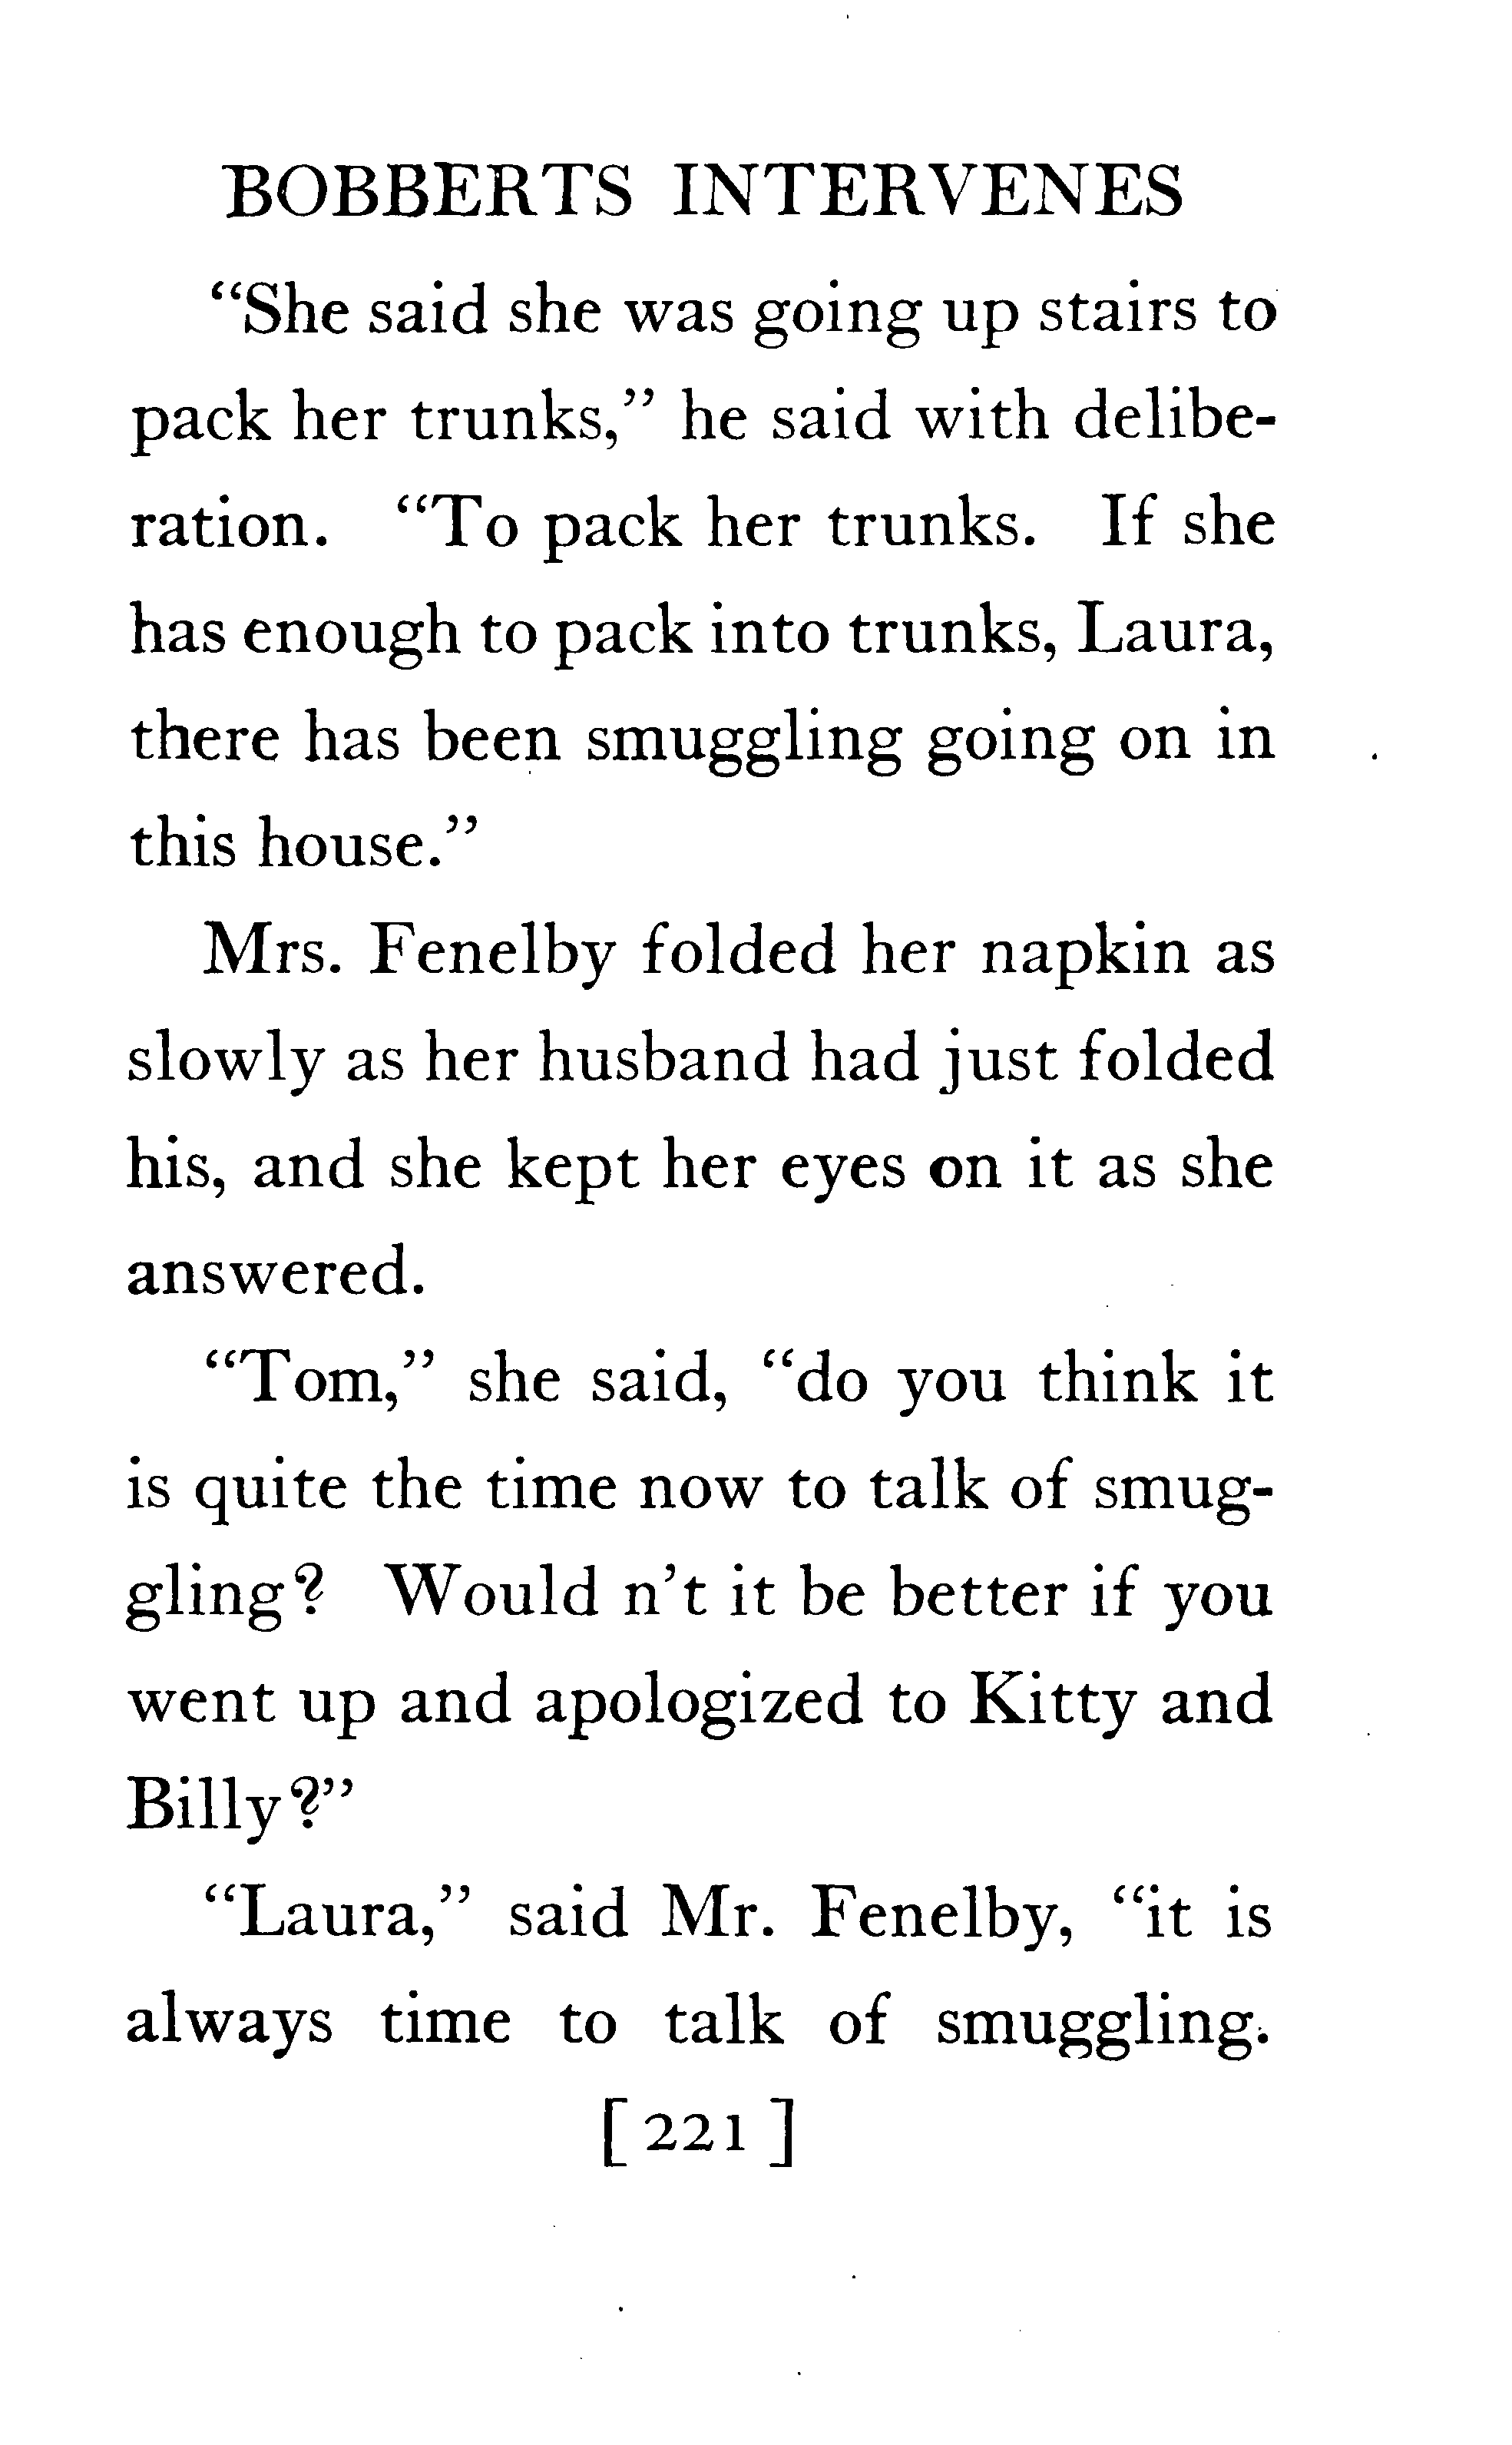 BOBBERTS INTERVENES
“She said she was going up stairs to
pack her trunks,” he said with delibe-
ration. “To pack her trunks. If she
has enough to pack into trunks, Laura,
there has been smuggling going on in
this house.”
Mrs. Fenelby folded her napkin as
slowly as her husband had just folded
his, and she kept her eyes on it as she
answered.
“Tom,” she said, “do you think it
is quite the time now to talk of smug-
gling? Would n’t it be better if you
went up and apologized to Kitty and
Billy?”
“Laura,” said Mr. Fenelby, “it is
always time to talk of smuggling.
[ 221 ]